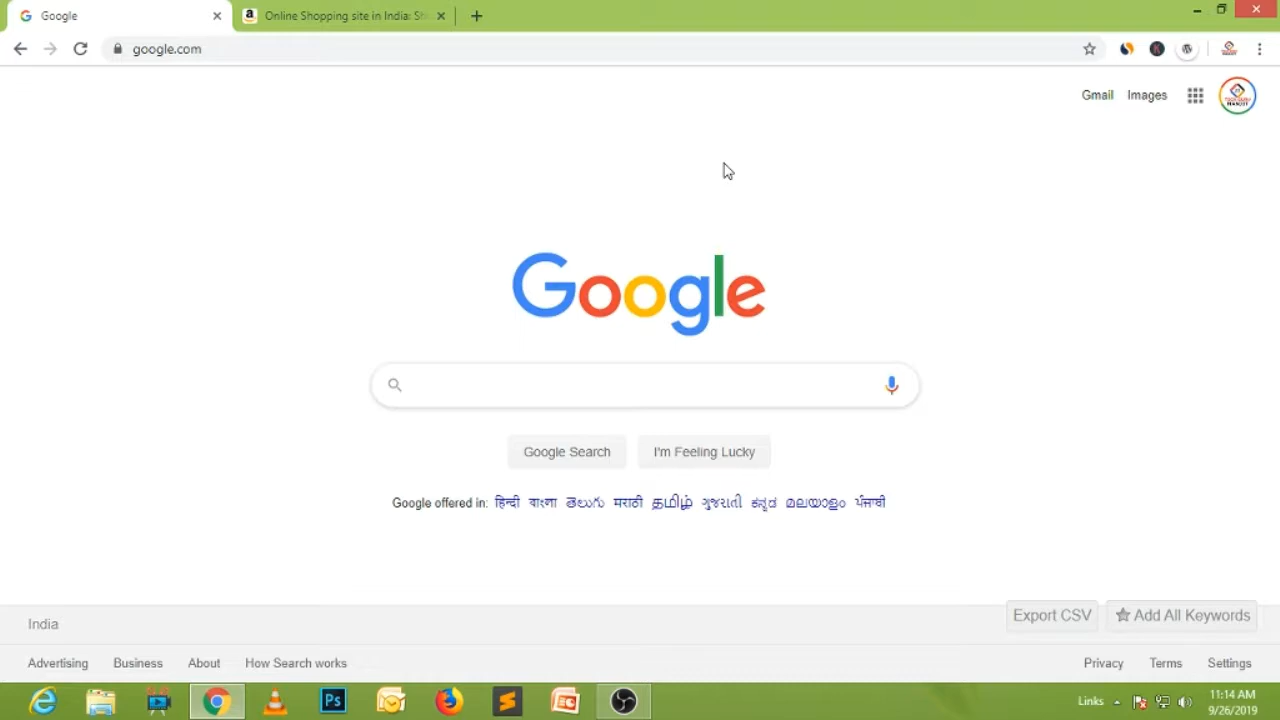 Google
Online Shopping site in India: Sh
google.com
Gmail Images
Google
Google Search I'm Feeling Lucky
Google offered in: हिन्दी বাংলা తెలుగు मराठी தமிழ் ગુજરાતી ಕನ್ನಡ മലയാളം ਪੰਜਾਬੀ
Export CSV Add All Keywords
India
Advertising Business About How Search works Privacy Terms Settings
Ps
Links 11:14 AM
9/26/2019